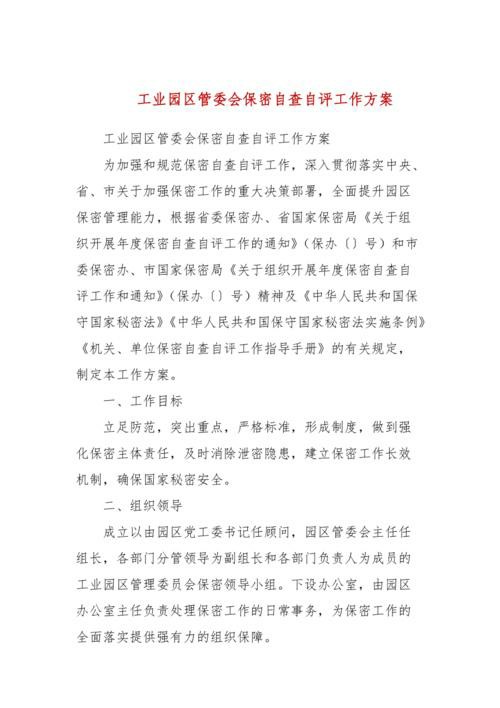 工业园区管委会保密自查自评工作方案
工业园区管委会保密自查自评工作方案
为加强和规范保密自查自评工作，深入贯彻落实中央、
省、市关于加强保密工作的重大决策部署，全面提升园区
保密管理能力，根据省委保密办、省国家保密局《关于组
织开展年度保密自查自评工作的通知》（保办〔〕号）和市
委保密办、市国家保密局《关于组织开展年度保密自查自
评工作和通知》（保办〔〕号）精神及《中华人民共和国保
守国家秘密法》《中华人民共和国保守国家秘密法实施条例》
《机关、单位保密自查自评工作指导手册》的有关规定，
制定本工作方案。
一、工作目标
立足防范，突出重点，严格标准，形成制度，做到强
化保密主体责任，及时消除泄密隐患，建立保密工作长效
机制，确保国家秘密安全。
二、组织领导
成立以由园区党工委书记任顾问，园区管委会主任任
组长，各部门分管领导为副组长和各部门负责人为成员的
工业园区管理委员会保密领导小组。下设办公室，由园区
办公室主任负责处理保密工作的日常事务，为保密工作的
全面落实提供强有力的组织保障。